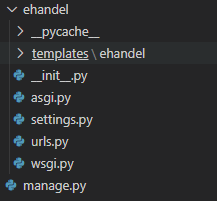 ehandel
__pycache__
templates \ ehandel
__init__.py
asgi.py
settings.py
urls.py
wsgi.py
manage.py